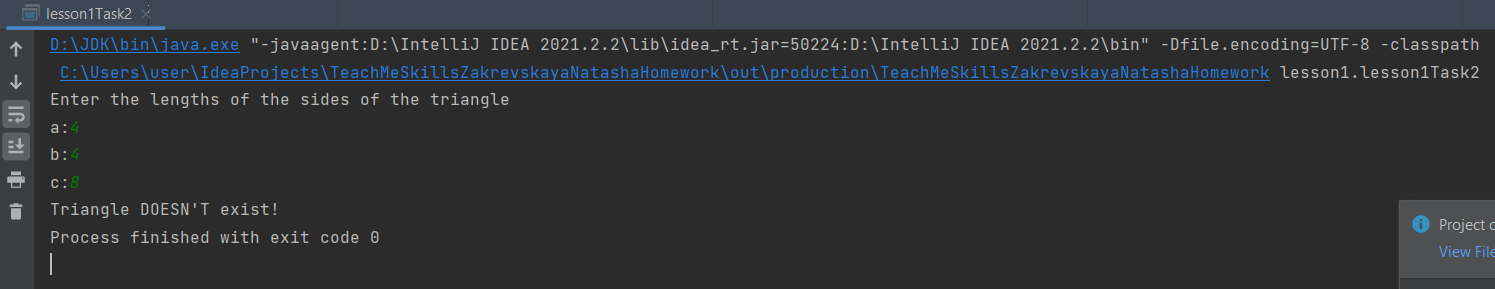 lesson1Task2
D:\JDK\bin\java.exe "-javaagent:D:\IntelliJ IDEA 2021.2.2\lib\idea_rt.jar=50224:D:\IntelliJ IDEA 2021.2.2\bin" -Dfile.encoding=UTF-8 -classpath
C:\Users\user\IdeaProjects\TeachMeSkillsZakrevskayaNatashaHomework\out\production\TeachMeSkillsZakrevskayaNatashaHomework lesson1.lesson1Task2
Enter the lengths of the sides of the triangle
a:4
b:4
c:8
Triangle DOESN'T exist!
Process finished with exit code 0
Project
View File